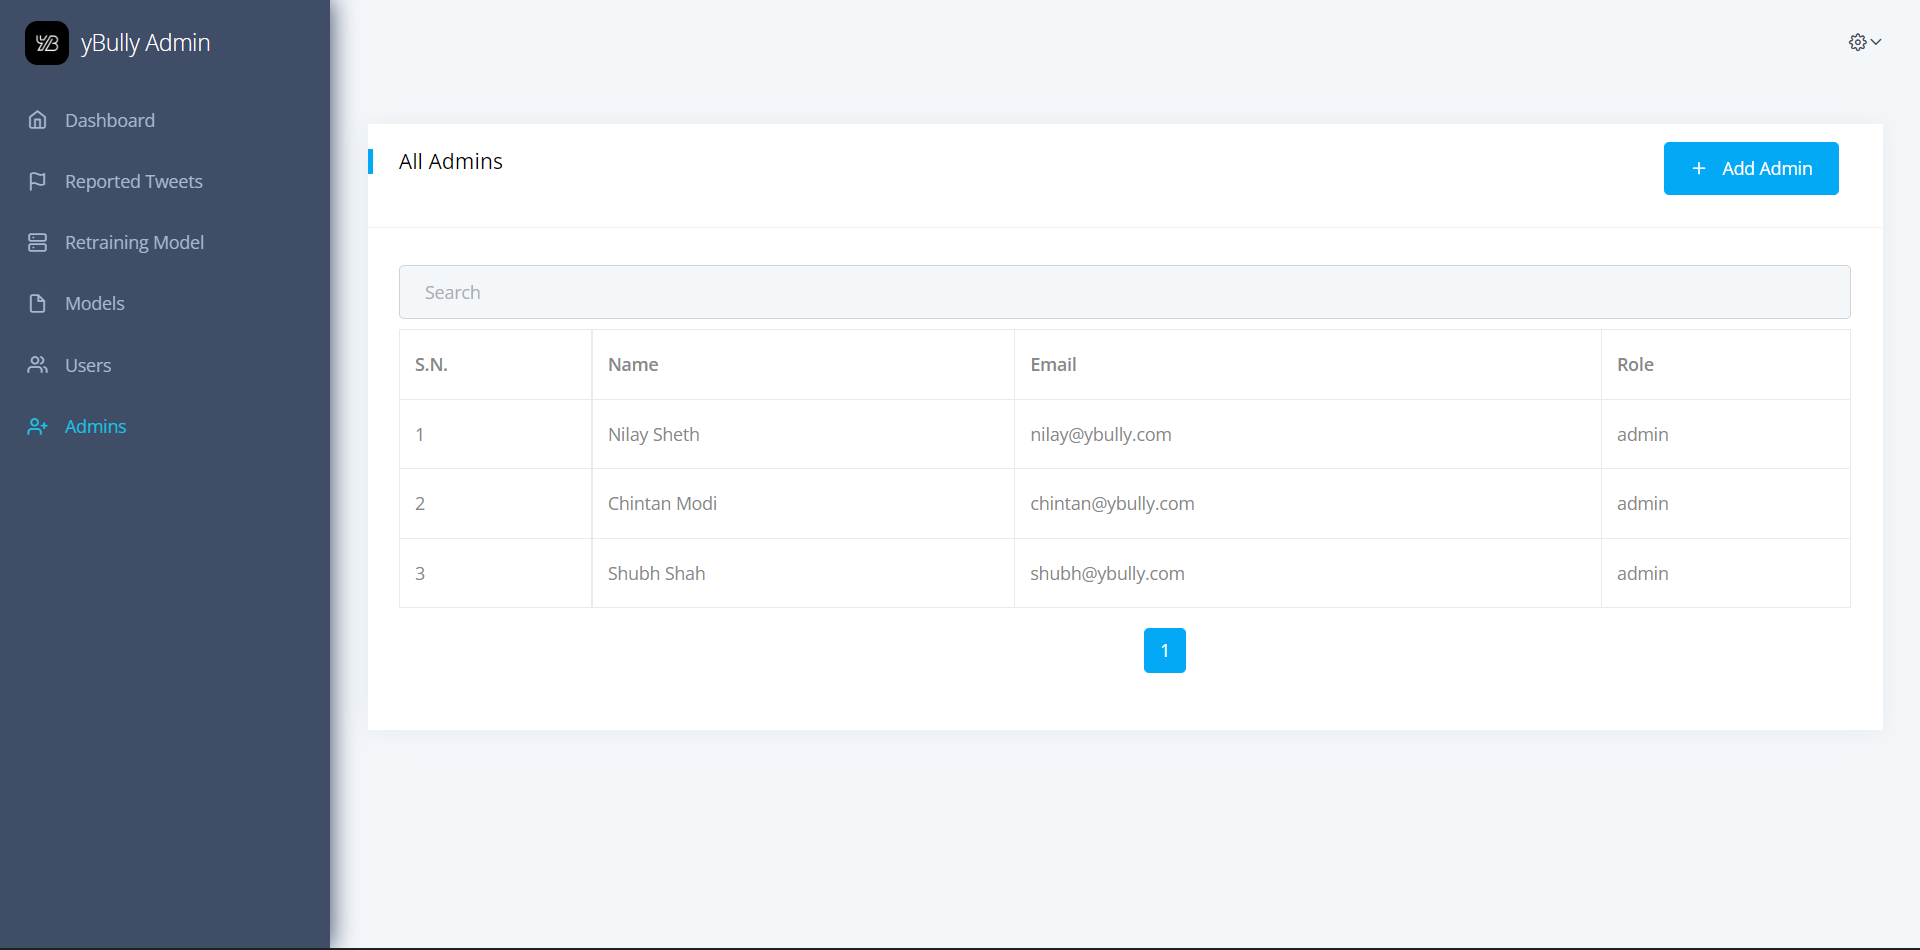 YB yBully Admin
Dashboard
Reported Tweets
Retraining Model
Models
Users
Admins
All Admins
+ Add Admin
Search
S.N. Name Email Role
1 Nilay Sheth nilay@ybully.com admin
2 Chintan Modi chintan@ybully.com admin
3 Shubh Shah shubh@ybully.com admin
1